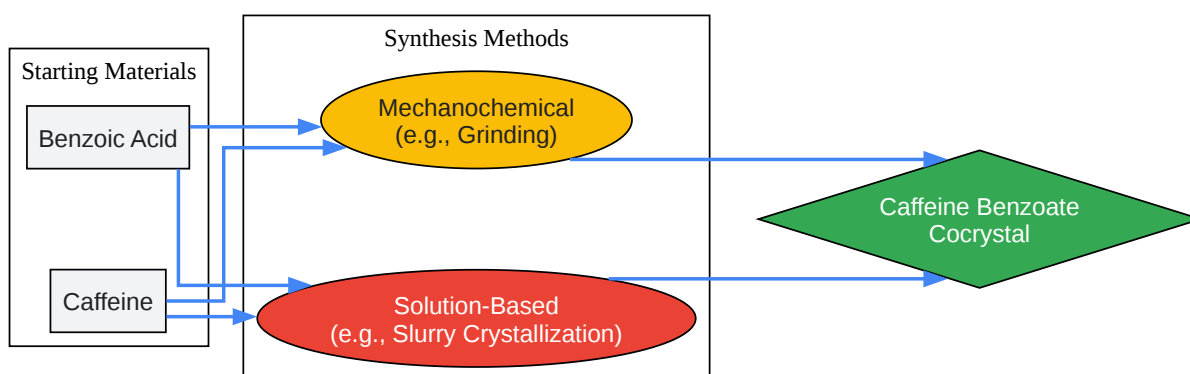 Synthesis Methods
Starting Materials
Mechanochemical
(e.g., Grinding)
Benzoic Acid
Caffeine Benzoate
Cocrystal
Caffeine
Solution-Based
(e.g., Slurry Crystallization)